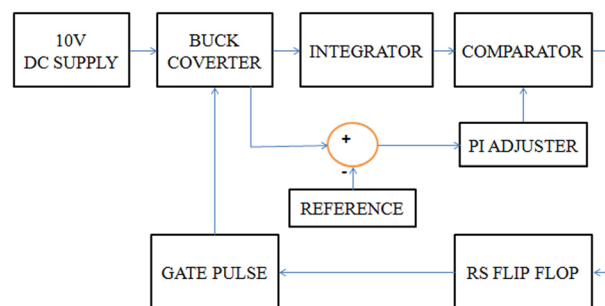 10V
DC SUPPLY
BUCK
COVERTER
INTEGRATOR
COMPARATOR
+
-
PI ADJUSTER
REFERENCE
GATE PULSE
RS FLIP FLOP